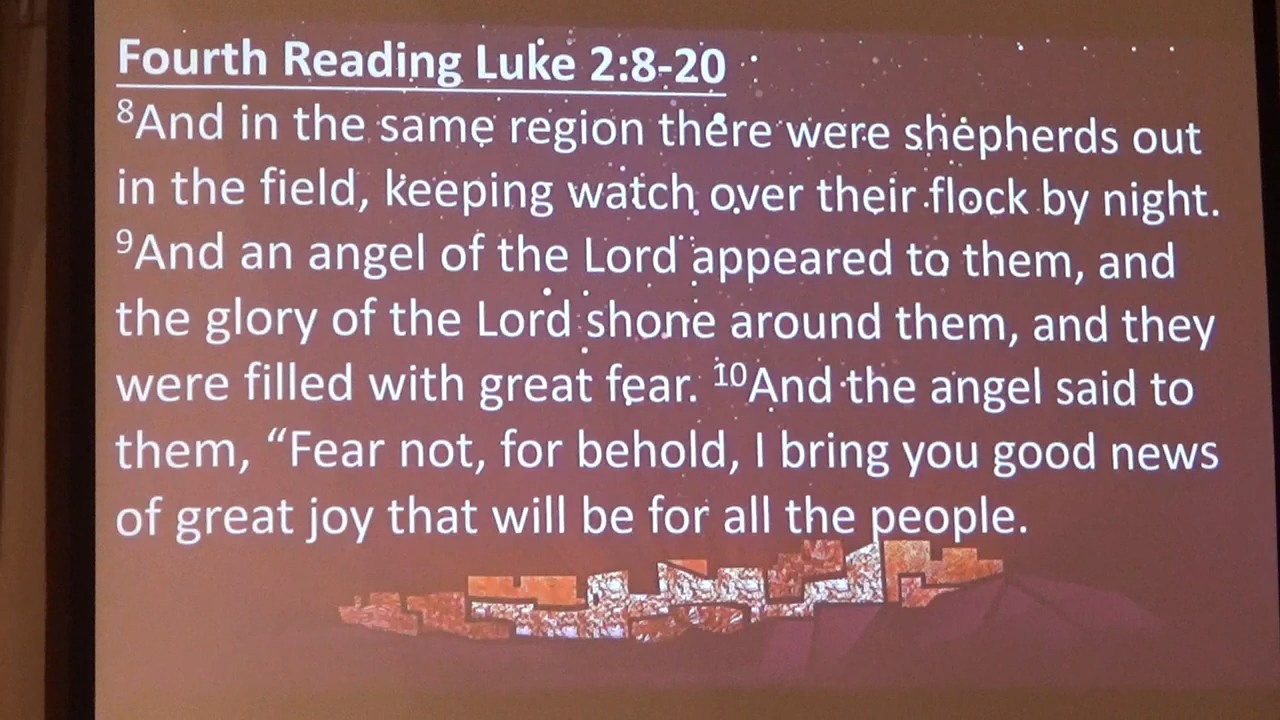 Fourth Reading Luke 2:8-20
⁸And in the same region there were shepherds out
in the field, keeping watch over their flock by night.
⁹And an angel of the Lord appeared to them, and
the glory of the Lord shone around them, and they
were filled with great fear. ¹⁰And the angel said to
them, “Fear not, for behold, I bring you good news
of great joy that will be for all the people.